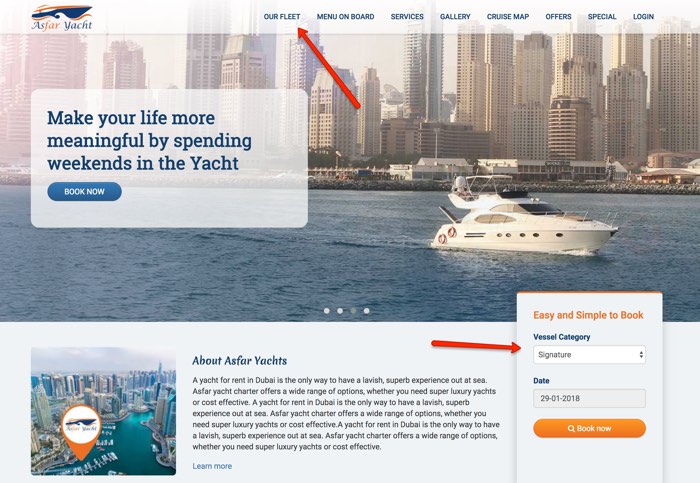 Asfar Yacht
OUR FLEET MENU ON BOARD SERVICES GALLERY CRUISE MAP OFFERS SPECIAL LOGIN
Make your life more
meaningful by spending
weekends in the Yacht
BOOK NOW
Easy and Simple to Book
Vessel Category
Signature
Date
29-01-2018
Book now
About Asfar Yachts
A yacht for rent in Dubai is the only way to have a lavish, superb experience out at sea.
Asfar yacht charter offers a wide range of options, whether you need super luxury yachts
or cost effective. A yacht for rent in Dubai is the only way to have a lavish, superb
experience out at sea. Asfar yacht charter offers a wide range of options, whether you
need super luxury yachts or cost effective.A yacht for rent in Dubai is the only way to have
a lavish, superb experience out at sea. Asfar yacht charter offers a wide range of options,
whether you need super luxury yachts or cost effective.
Learn more
Asfar Yacht